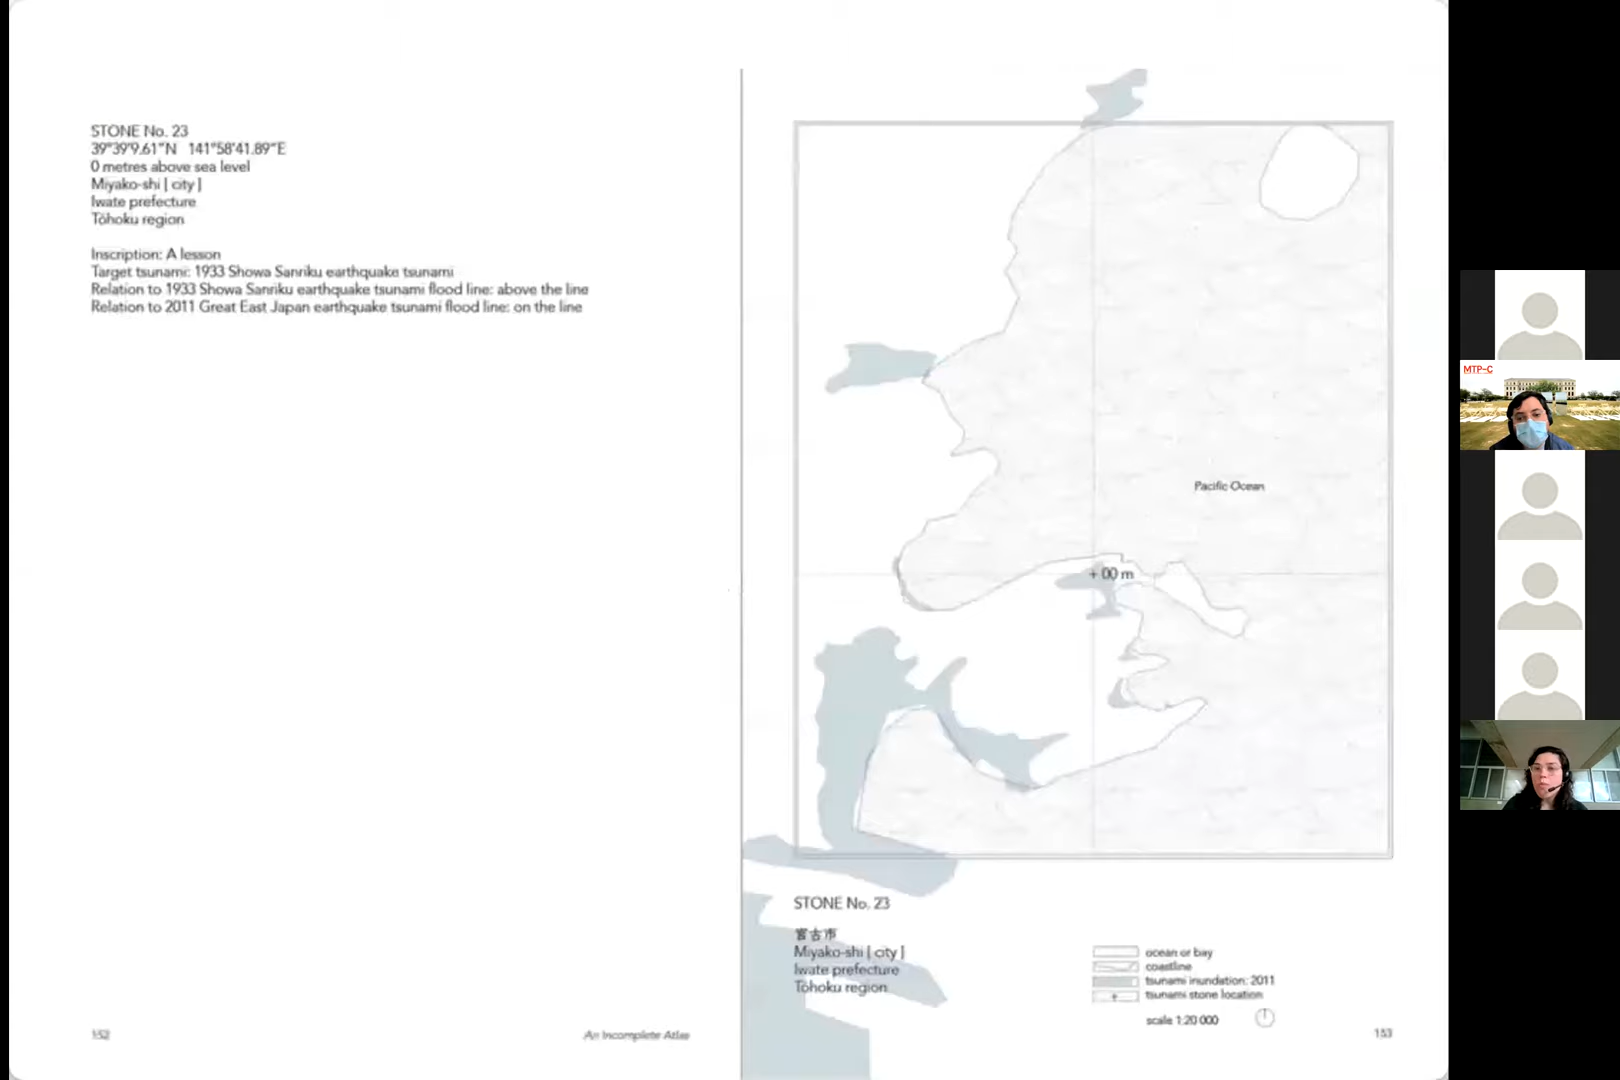 STONE No. 23
39°39'9.61"N 141°58'41.89"E
0 metres above sea level
Miyako-shi [ city ]
Iwate prefecture
Tōhoku region
Inscription: A lesson
Target tsunami: 1933 Showa Sanriku earthquake tsunami
Relation to 1933 Showa Sanriku earthquake tsunami flood line: above the line
Relation to 2011 Great East Japan earthquake tsunami flood line: on the line
152
An Incomplete Atlas
Pacific Ocean
+ 00 m
STONE No. 23
宮古市
Miyako-shi [ city ]
Iwate prefecture
Tōhoku region
ocean or bay
coastline
tsunami inundation: 2011
tsunami stone location
scale 1:20 000
153
MTP-C